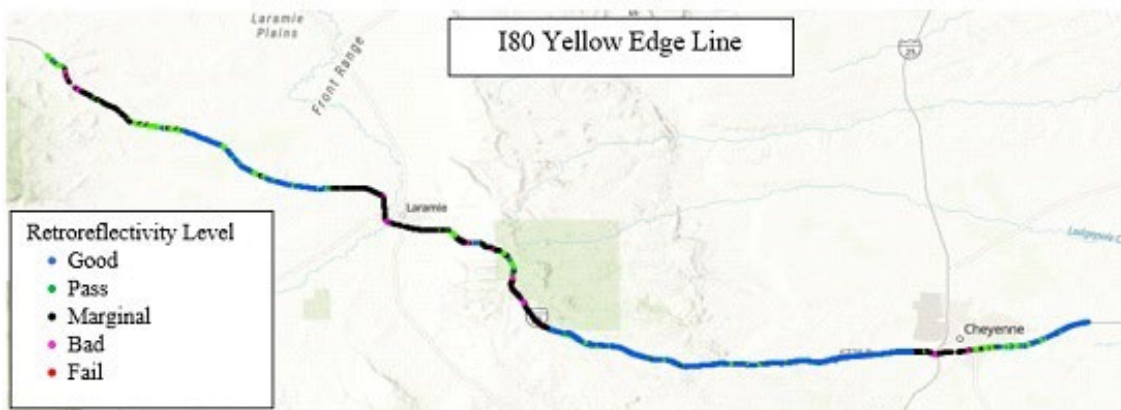 Laramie
Plains
I80 Yellow Edge Line
25
Front Range
Laramie
Retroreflectivity Level
Good
Pass
Marginal
Bad
Fail
Cheyenne